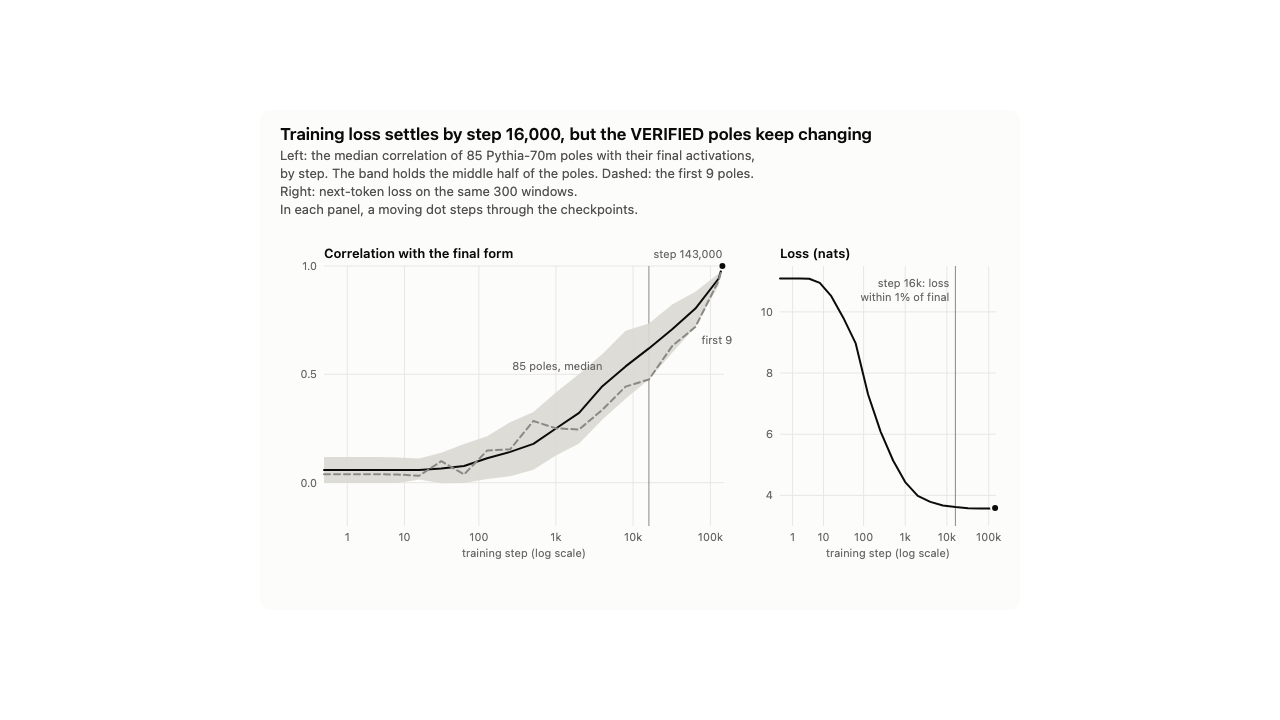 Training loss settles by step 16,000, but the VERIFIED poles keep changing
Left: the median correlation of 85 Pythia-70m poles with their final activations,
by step. The band holds the middle half of the poles. Dashed: the first 9 poles.
Right: next-token loss on the same 300 windows.
In each panel, a moving dot steps through the checkpoints.
Correlation with the final form
step 143,000
1.0
0.5
0.0
85 poles, median
first 9
1 10 100 1k 10k 100k
training step (log scale)
Loss (nats)
step 16k: loss
within 1% of final
10
8
6
4
1 10 100 1k 10k 100k
training step (log scale)